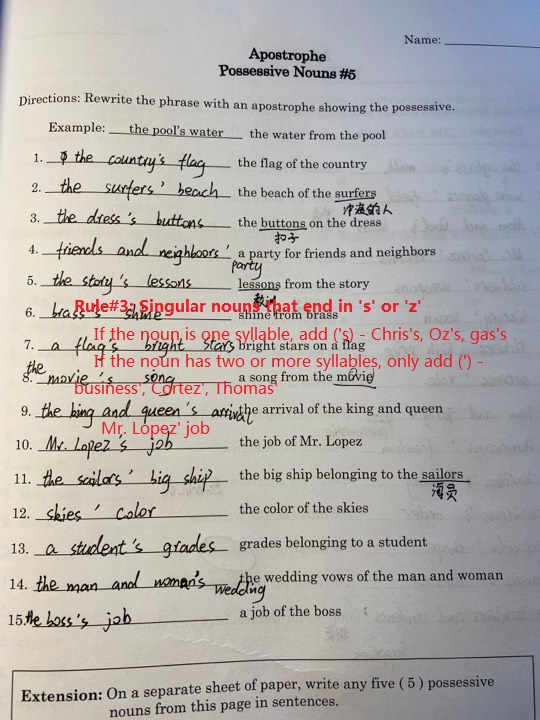 Name:
Apostrophe
Possessive Nouns #5
Directions: Rewrite the phrase with an apostrophe showing the possessive.
Example: the pool's water the water from the pool
1. the country's flag the flag of the country
2. the surfers' beach the beach of the surfers
冲浪的人
3. the dress's buttons the buttons on the dress
扣子
4. friends and neighboors' party a party for friends and neighbors
5. the story's lessons lessons from the story
教训
Rule#3: Singular nouns that end in 's' or 'z'
6. brass's shine shine from brass
If the noun is one syllable, add ('s) - Chris's, Oz's, gas's
7. a flag's bright stars bright stars on a flag
If the noun has two or more syllables, only add (') -
8. the movie's song a song from the movie
business', Cortez', Thomas'
9. the king and queen's arrival the arrival of the king and queen
Mr. Lopez' job
10. Mr. Lopez's job the job of Mr. Lopez
11. the sailors' big ship the big ship belonging to the sailors
海员
12. skies' color the color of the skies
13. a student's grades grades belonging to a student
14. the man and woman's wedding the wedding vows of the man and woman
15. the boss's job a job of the boss
Extension: On a separate sheet of paper, write any five ( 5 ) possessive
nouns from this page in sentences.